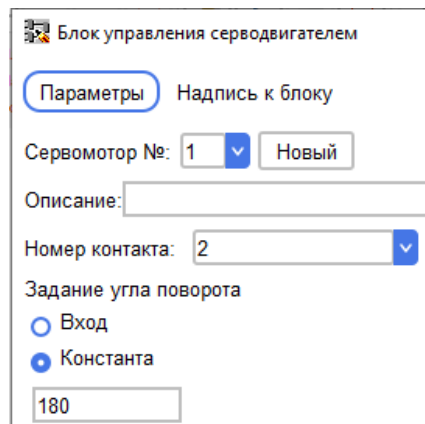 Блок управления серводвигателем
Параметры Надпись к блоку
Сервомотор №: 1 Новый
Описание:
Номер контакта: 2
Задание угла поворота
Вход
Константа
180